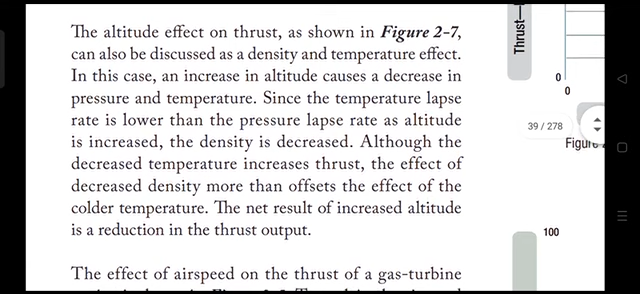 The altitude effect on thrust, as shown in Figure 2-7,
can also be discussed as a density and temperature effect.
In this case, an increase in altitude causes a decrease in
pressure and temperature. Since the temperature lapse
rate is lower than the pressure lapse rate as altitude
is increased, the density is decreased. Although the
decreased temperature increases thrust, the effect of
decreased density more than offsets the effect of the
colder temperature. The net result of increased altitude
is a reduction in the thrust output.
The effect of airspeed on the thrust of a gas-turbine
Thrust—
0
0
39 / 278
Figure
100